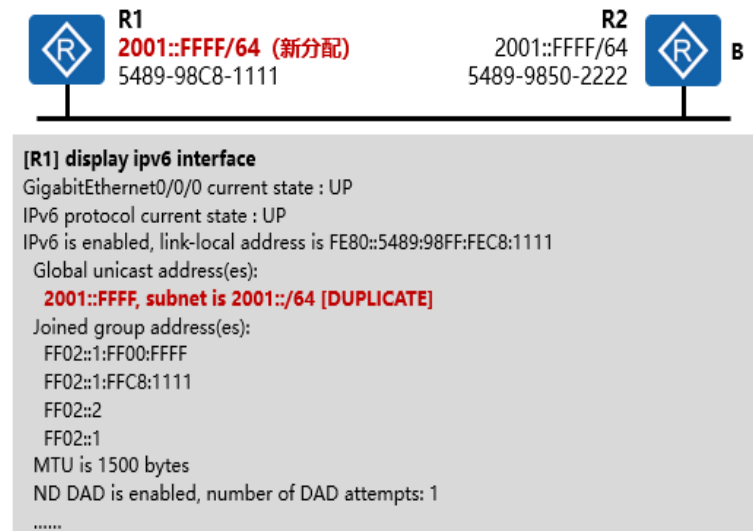 R1
2001::FFFF/64 (新分配)
5489-98C8-1111
R2
2001::FFFF/64
5489-9850-2222
R
R
B
[R1] display ipv6 interface
GigabitEthernet0/0/0 current state : UP
IPv6 protocol current state : UP
IPv6 is enabled, link-local address is FE80::5489:98FF:FEC8:1111
Global unicast address(es):
2001::FFFF, subnet is 2001::/64 [DUPLICATE]
Joined group address(es):
FF02::1:FF00:FFFF
FF02::1:FFC8:1111
FF02::2
FF02::1
MTU is 1500 bytes
ND DAD is enabled, number of DAD attempts: 1
......